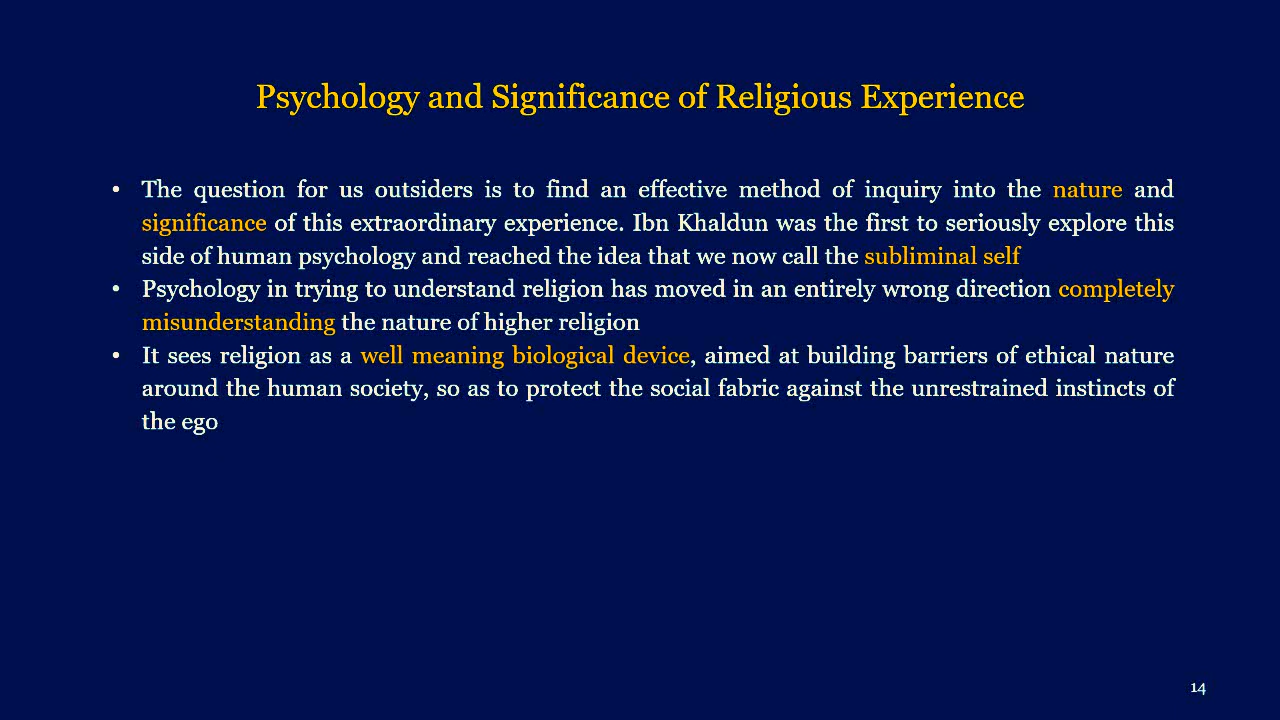 Psychology and Significance of Religious Experience
• The question for us outsiders is to find an effective method of inquiry into the nature and
significance of this extraordinary experience. Ibn Khaldun was the first to seriously explore this
side of human psychology and reached the idea that we now call the subliminal self
• Psychology in trying to understand religion has moved in an entirely wrong direction completely
misunderstanding the nature of higher religion
• It sees religion as a well meaning biological device, aimed at building barriers of ethical nature
around the human society, so as to protect the social fabric against the unrestrained instincts of
the ego
14